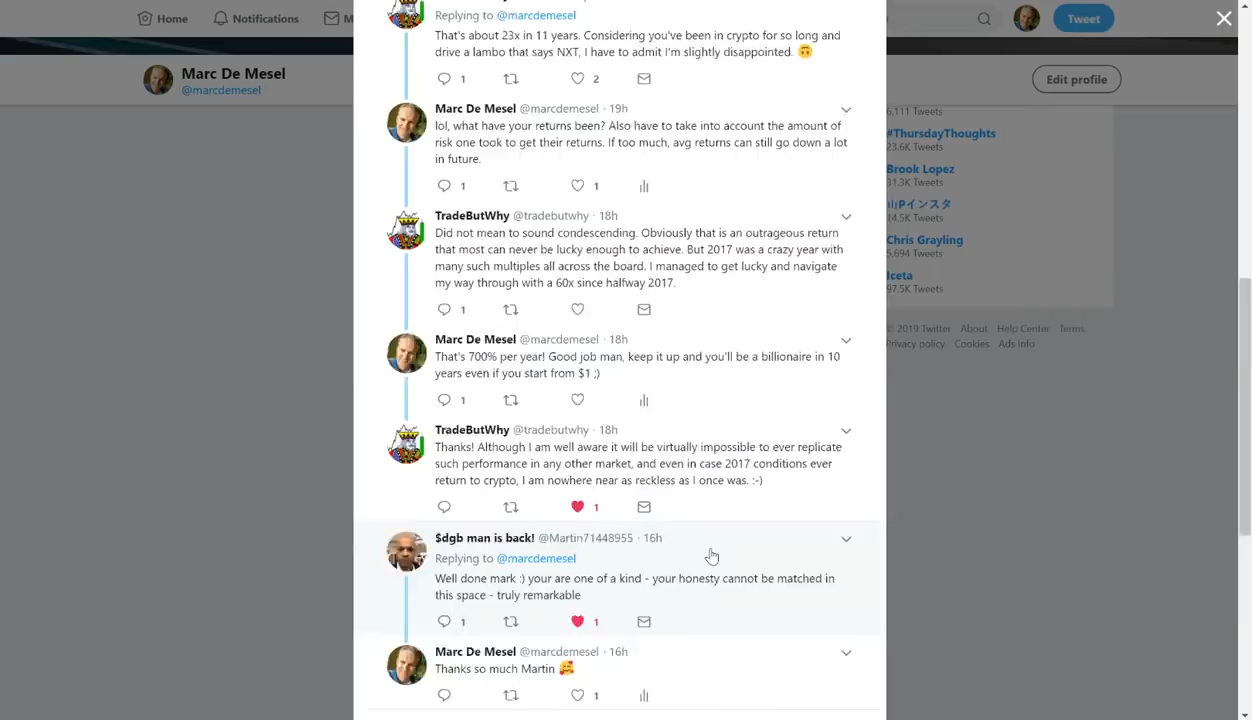 Home
Notifications
M
Tweet
Marc De Mesel
@marcdemesel
Edit profile
Replying to @marcdemesel
That's about 23x in 11 years. Considering you've been in crypto for so long and
drive a lambo that says NXT, I have to admit I'm slightly disappointed. 🙃
1
2
Marc De Mesel @marcdemesel · 19h
lol, what have your returns been? Also have to take into account the amount of
risk one took to get their returns. If too much, avg returns can still go down a lot
in future.
1
1
TradeButWhy @tradebutwhy · 18h
Did not mean to sound condescending. Obviously that is an outrageous return
that most can never be lucky enough to achieve. But 2017 was a crazy year with
many such multiples all across the board. I managed to get lucky and navigate
my way through with a 60x since halfway 2017.
1
Marc De Mesel @marcdemesel · 18h
That's 700% per year! Good job man, keep it up and you'll be a billionaire in 10
years even if you start from $1 ;)
1
TradeButWhy @tradebutwhy · 18h
Thanks! Although I am well aware it will be virtually impossible to ever replicate
such performance in any other market, and even in case 2017 conditions ever
return to crypto, I am nowhere near as reckless as I once was. :-)
1
$dgb man is back! @Martin71448955 · 16h
Replying to @marcdemesel
Well done mark :) your are one of a kind - your honesty cannot be matched in
this space - truly remarkable
1
1
Marc De Mesel @marcdemesel · 16h
Thanks so much Martin 🥰
1
6,111 Tweets
#ThursdayThoughts
23.6K Tweets
Brook Lopez
31.3K Tweets
Pインスタ
14.5K Tweets
Chris Grayling
5,694 Tweets
Iceta
97.5K Tweets
© 2019 Twitter About Help Center Terms
Privacy policy Cookies Ads info